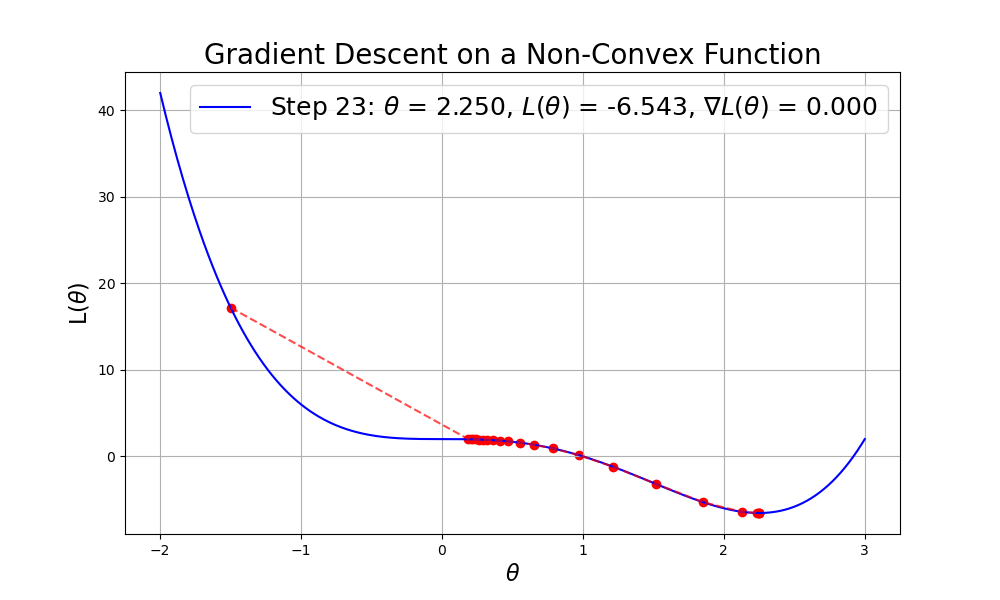 Gradient Descent on a Non-Convex Function
Step 23: θ = 2.250, L(θ) = -6.543, ∇L(θ) = 0.000
40
30
20
10
0
L(θ)
−2
−1
0
1
2
3
θ